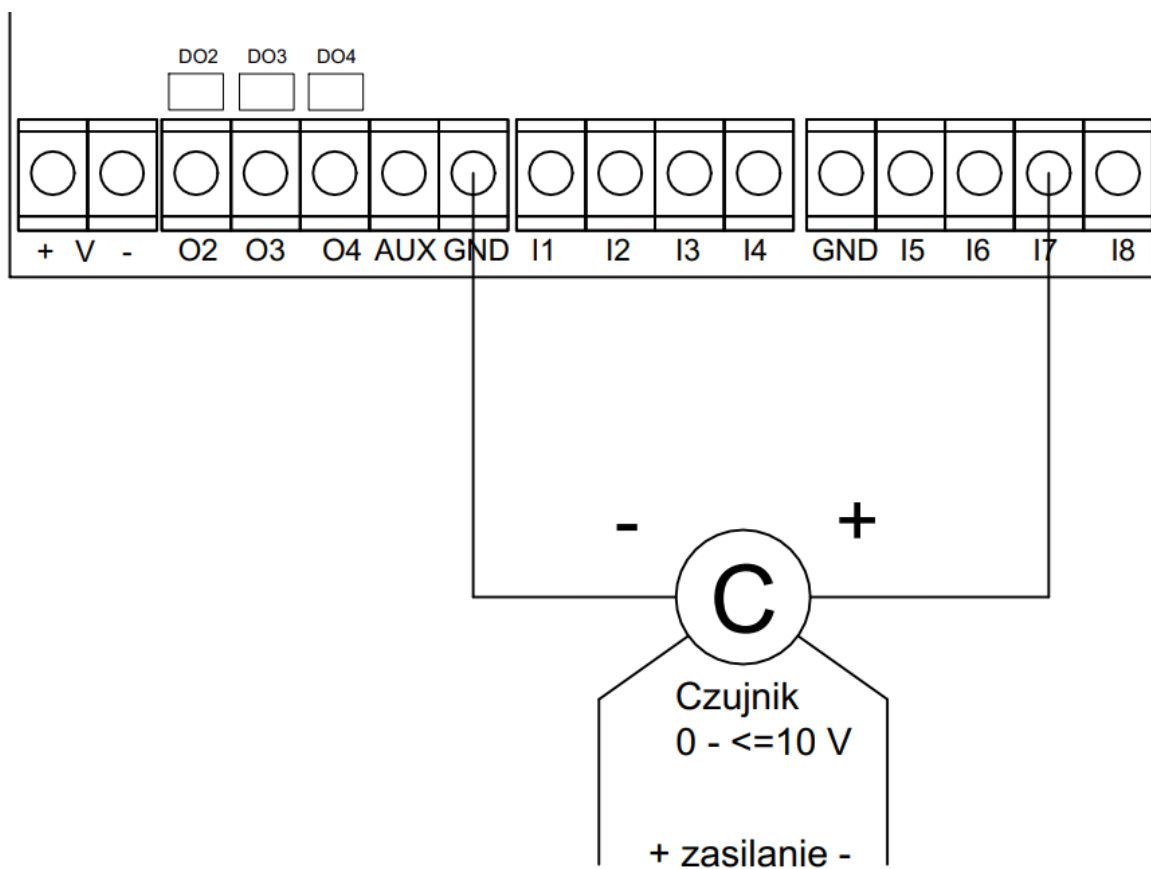 DO2 DO3 DO4
+ V - O2 O3 O4 AUX GND I1 I2 I3 I4 GND I5 I6 I7 I8
- +
C
Czujnik
0 - <=10 V
+ zasilanie -